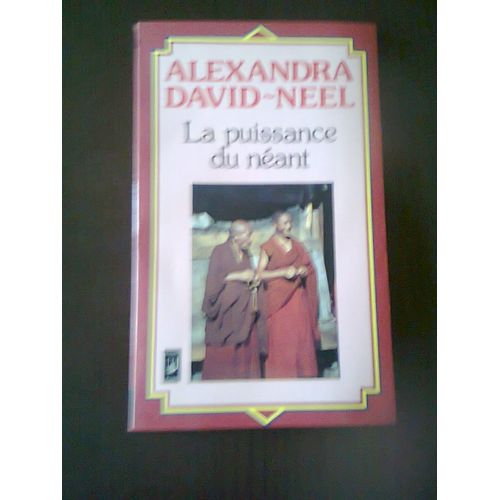 ALEXANDRA
DAVID-NEEL
La puissance
du néant